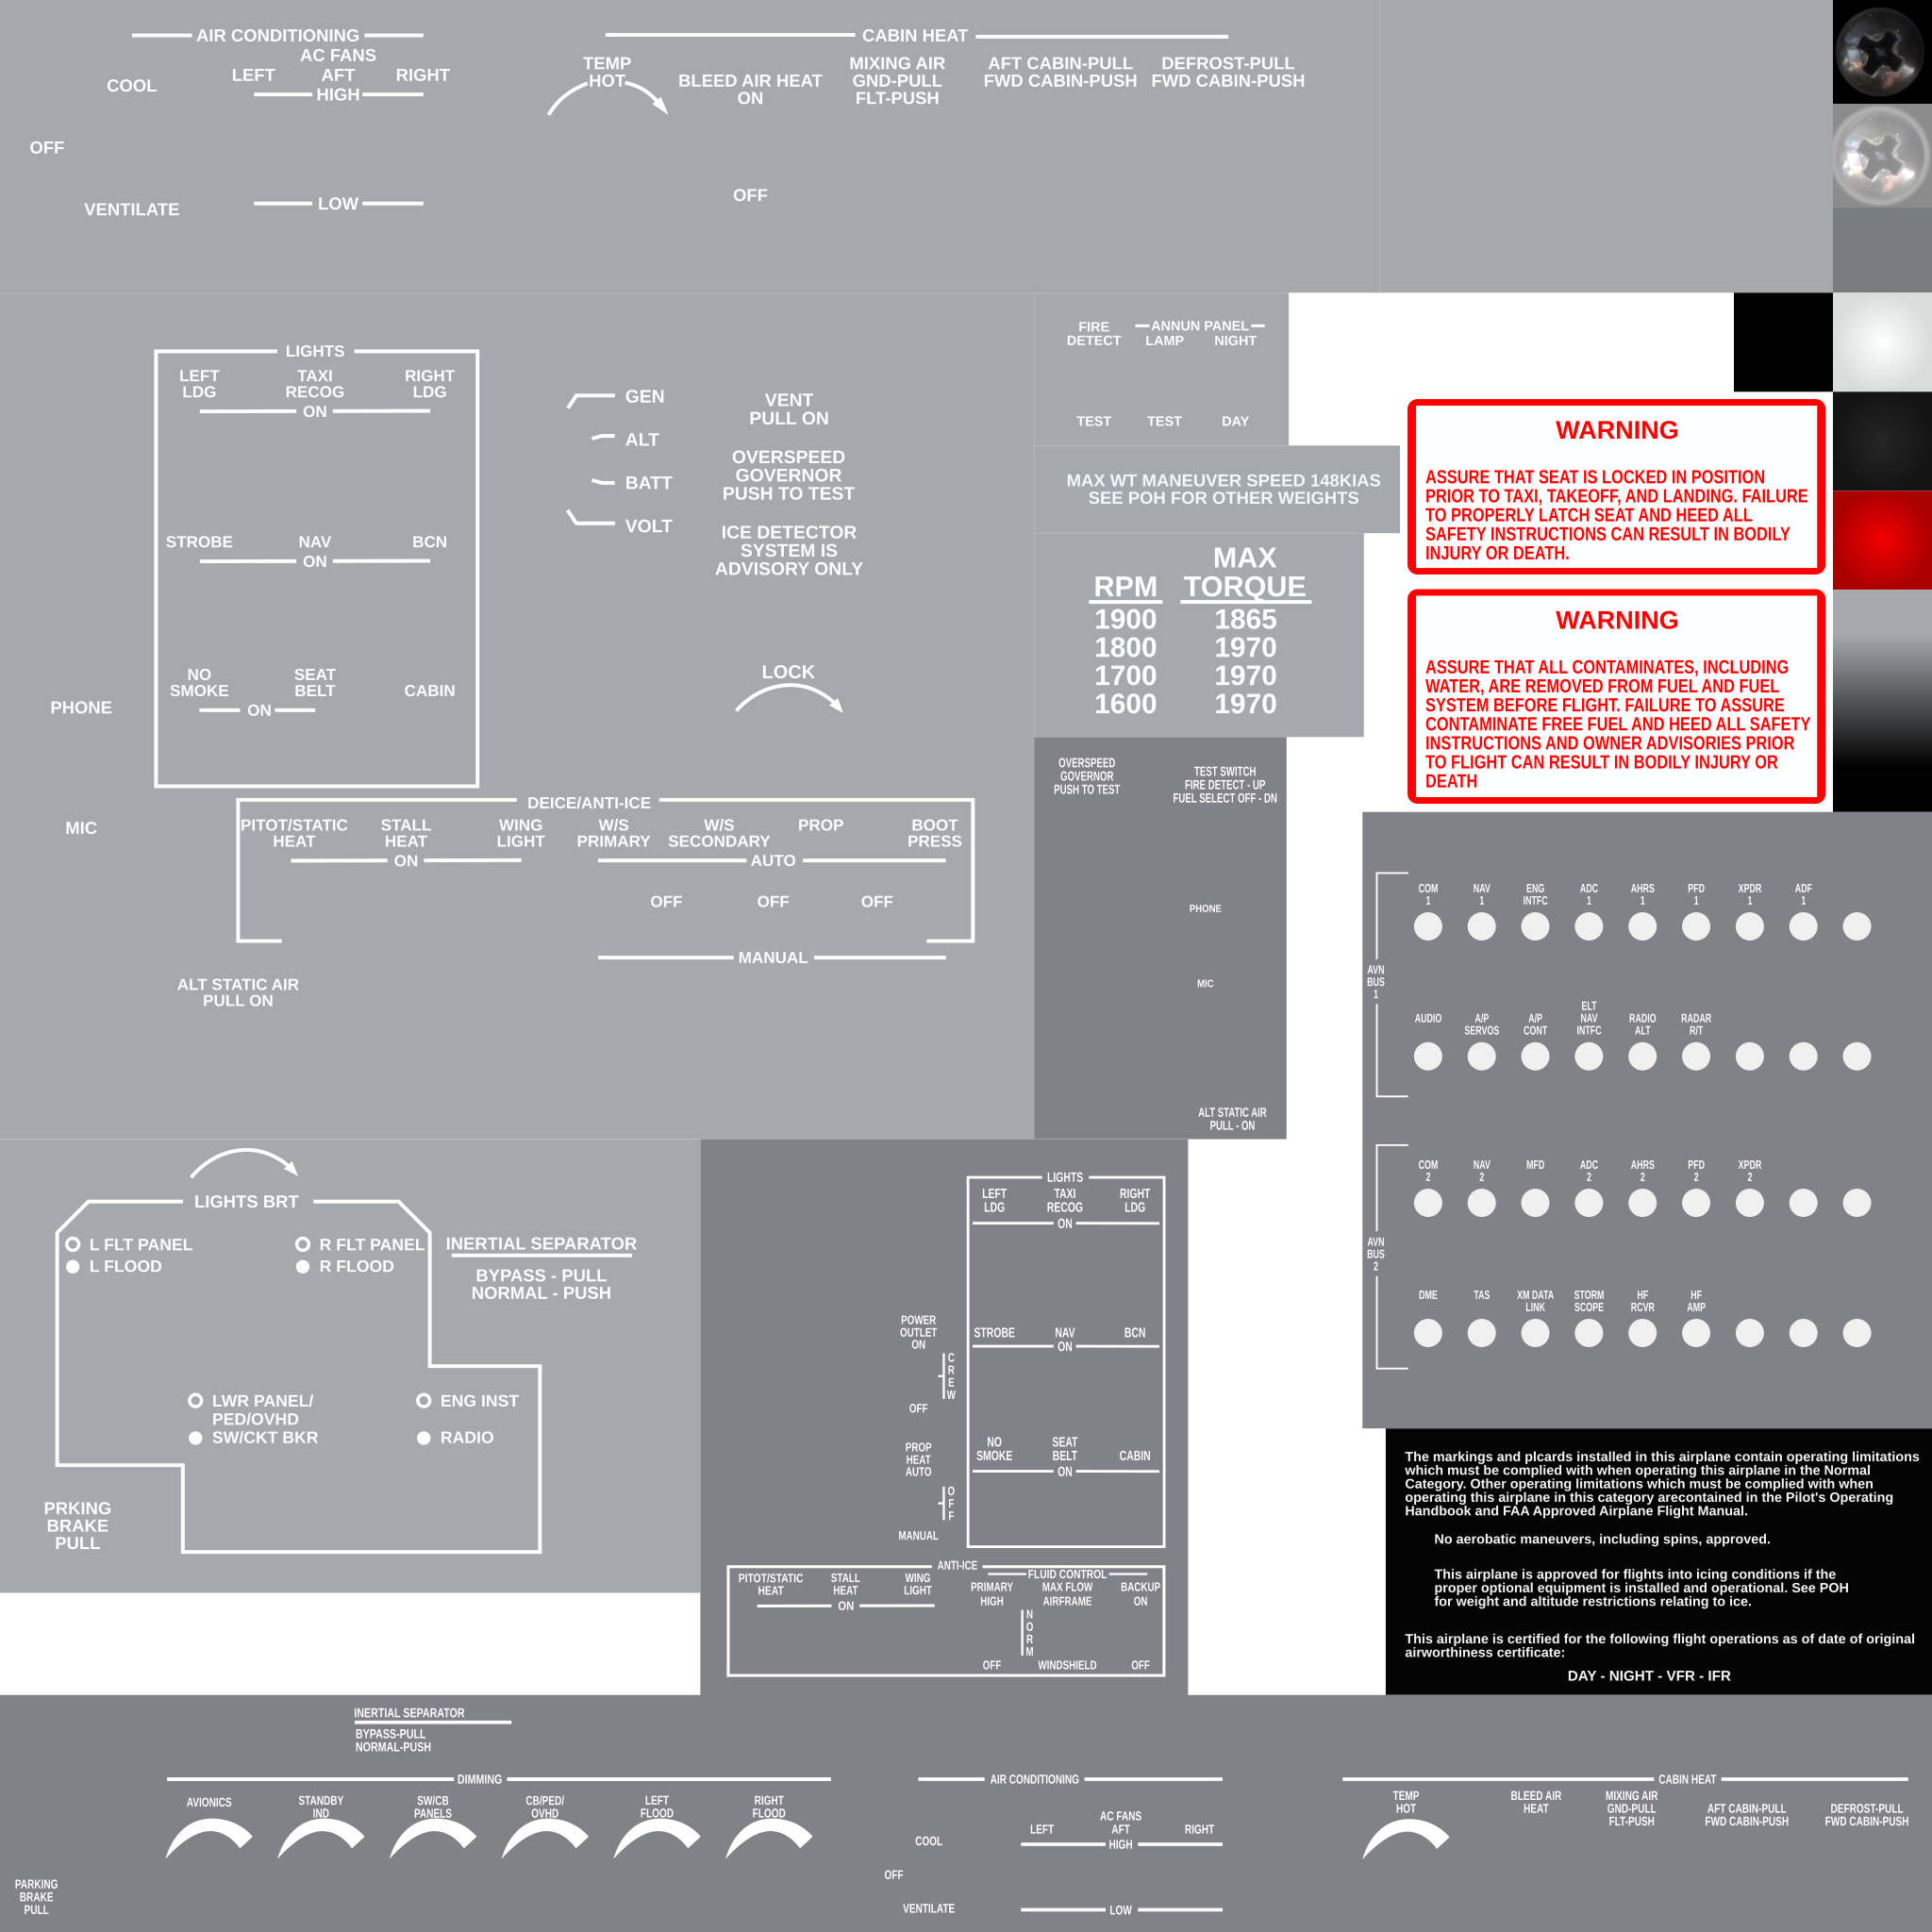 AIR CONDITIONING
AC FANS
LEFT AFT RIGHT
HIGH
COOL
OFF
VENTILATE
LOW
CABIN HEAT
TEMP
HOT
BLEED AIR HEAT
ON
OFF
MIXING AIR
GND-PULL
FLT-PUSH
AFT CABIN-PULL
FWD CABIN-PUSH
DEFROST-PULL
FWD CABIN-PUSH
LIGHTS
LEFT
LDG
TAXI
RECOG
RIGHT
LDG
ON
STROBE NAV BCN
ON
NO
SMOKE
SEAT
BELT
CABIN
ON
PHONE
MIC
GEN
ALT
BATT
VOLT
VENT
PULL ON
OVERSPEED
GOVERNOR
PUSH TO TEST
ICE DETECTOR
SYSTEM IS
ADVISORY ONLY
LOCK
DEICE/ANTI-ICE
PITOT/STATIC
HEAT
STALL
HEAT
WING
LIGHT
W/S
PRIMARY
W/S
SECONDARY
PROP
BOOT
PRESS
ON
AUTO
OFF OFF OFF
MANUAL
ALT STATIC AIR
PULL ON
FIRE
DETECT
ANNUN PANEL
LAMP NIGHT
TEST TEST DAY
MAX WT MANEUVER SPEED 148KIAS
SEE POH FOR OTHER WEIGHTS
MAX
RPM TORQUE
1900 1865
1800 1970
1700 1970
1600 1970
WARNING
ASSURE THAT SEAT IS LOCKED IN POSITION
PRIOR TO TAXI, TAKEOFF, AND LANDING. FAILURE
TO PROPERLY LATCH SEAT AND HEED ALL
SAFETY INSTRUCTIONS CAN RESULT IN BODILY
INJURY OR DEATH.
WARNING
ASSURE THAT ALL CONTAMINATES, INCLUDING
WATER, ARE REMOVED FROM FUEL AND FUEL
SYSTEM BEFORE FLIGHT. FAILURE TO ASSURE
CONTAMINATE FREE FUEL AND HEED ALL SAFETY
INSTRUCTIONS AND OWNER ADVISORIES PRIOR
TO FLIGHT CAN RESULT IN BODILY INJURY OR
DEATH
OVERSPEED
GOVERNOR
PUSH TO TEST
TEST SWITCH
FIRE DETECT - UP
FUEL SELECT OFF - DN
PHONE
MIC
ALT STATIC AIR
PULL - ON
AVN
BUS
1
COM
1
NAV
1
ENG
INTFC
ADC
1
AHRS
1
PFD
1
XPDR
1
ADF
1
AUDIO
A/P
SERVOS
A/P
CONT
ELT
NAV
INTFC
RADIO
ALT
RADAR
R/T
AVN
BUS
2
COM
2
NAV
2
MFD
ADC
2
AHRS
2
PFD
2
XPDR
2
DME
TAS
XM DATA
LINK
STORM
SCOPE
HF
RCVR
HF
AMP
LIGHTS BRT
L FLT PANEL
L FLOOD
R FLT PANEL
R FLOOD
LWR PANEL/
PED/OVHD
SW/CKT BKR
ENG INST
RADIO
INERTIAL SEPARATOR
BYPASS - PULL
NORMAL - PUSH
PRKING
BRAKE
PULL
LIGHTS
LEFT
LDG
TAXI
RECOG
RIGHT
LDG
ON
STROBE NAV BCN
ON
NO
SMOKE
SEAT
BELT
CABIN
ON
POWER
OUTLET
ON
C
R
E
W
OFF
PROP
HEAT
AUTO
O
F
F
MANUAL
ANTI-ICE
PITOT/STATIC
HEAT
STALL
HEAT
WING
LIGHT
ON
FLUID CONTROL
PRIMARY
HIGH
MAX FLOW
AIRFRAME
BACKUP
ON
N
O
R
M
OFF WINDSHIELD OFF
The markings and plcards installed in this airplane contain operating limitations
which must be complied with when operating this airplane in the Normal
Category. Other operating limitations which must be complied with when
operating this airplane in this category arecontained in the Pilot's Operating
Handbook and FAA Approved Airplane Flight Manual.
No aerobatic maneuvers, including spins, approved.
This airplane is approved for flights into icing conditions if the
proper optional equipment is installed and operational. See POH
for weight and altitude restrictions relating to ice.
This airplane is certified for the following flight operations as of date of original
airworthiness certificate:
DAY - NIGHT - VFR - IFR
INERTIAL SEPARATOR
BYPASS-PULL
NORMAL-PUSH
DIMMING
AVIONICS
STANDBY
IND
SW/CB
PANELS
CB/PED/
OVHD
LEFT
FLOOD
RIGHT
FLOOD
PARKING
BRAKE
PULL
AIR CONDITIONING
AC FANS
LEFT AFT RIGHT
HIGH
COOL
OFF
VENTILATE
LOW
CABIN HEAT
TEMP
HOT
BLEED AIR
HEAT
MIXING AIR
GND-PULL
FLT-PUSH
AFT CABIN-PULL
FWD CABIN-PUSH
DEFROST-PULL
FWD CABIN-PUSH